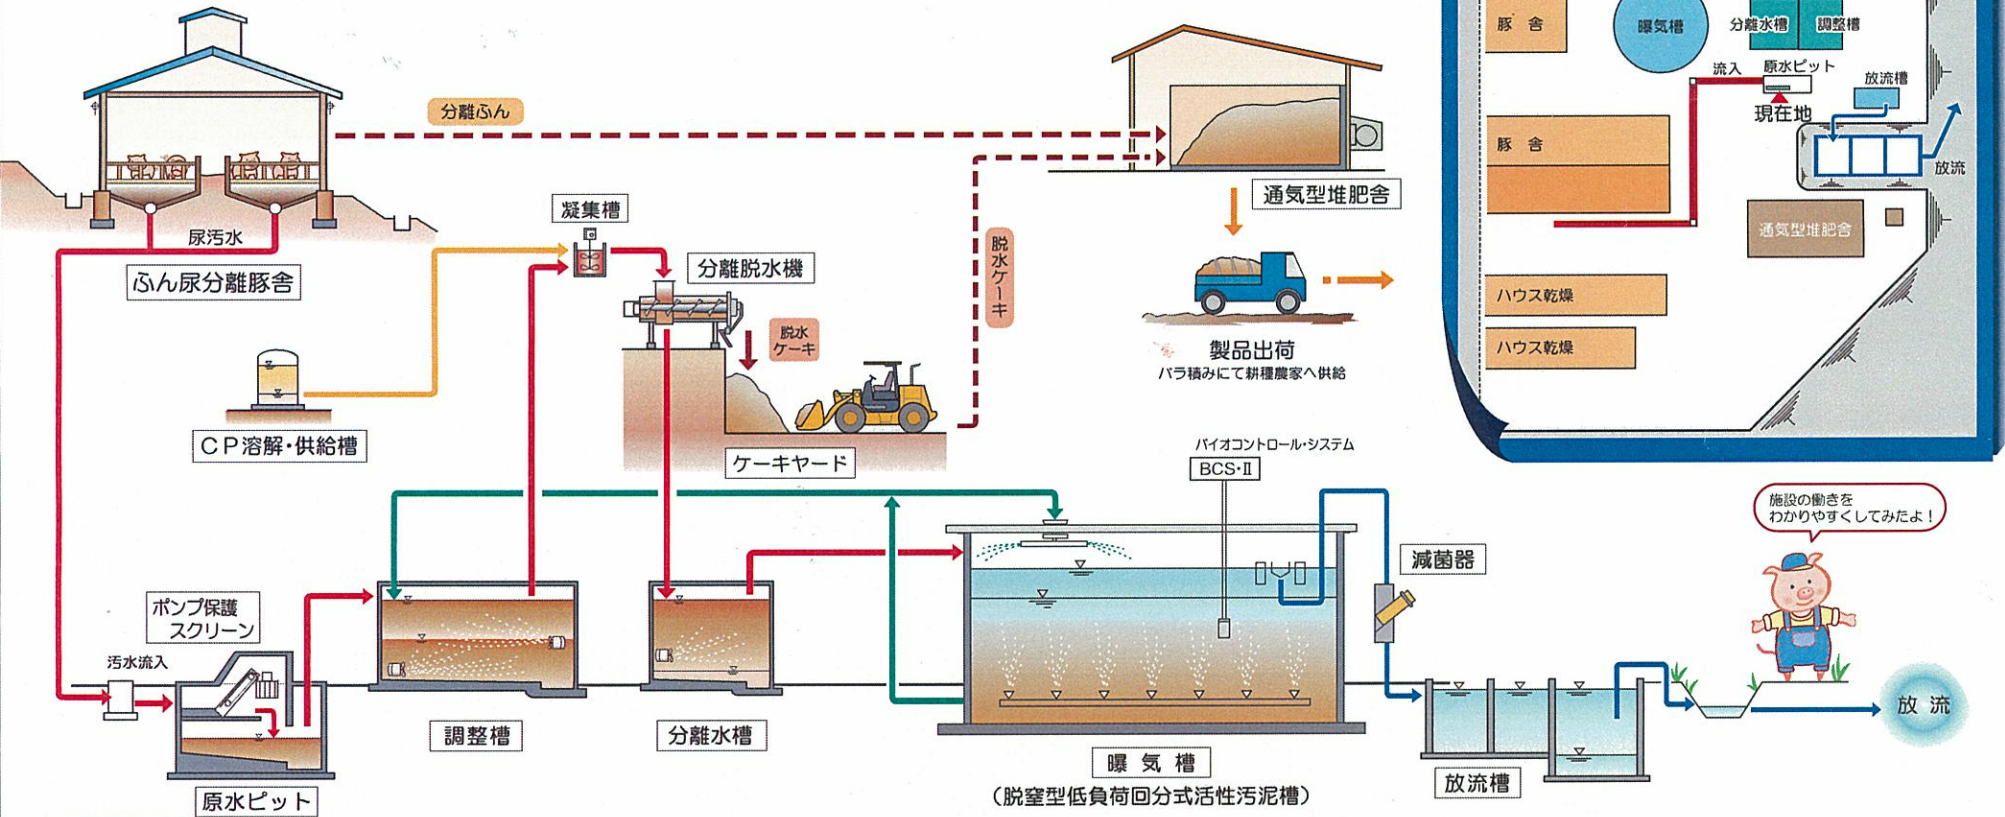 分離ふん
尿汚水
ふん尿分離豚舎
凝集槽
分離脱水機
脱水
ケーキ
脱水ケーキ
通気型堆肥舎
製品出荷
バラ積みにて耕種農家へ供給
CP溶解・供給槽
ケーキヤード
バイオコントロール・システム
BCS・II
ポンプ保護
スクリーン
汚水流入
原水ピット
調整槽
分離水槽
曝気槽
(脱窒型低負荷回分式活性汚泥槽)
減菌器
放流槽
放流
施設の働きを
わかりやすくしてみたよ!
豚舎
曝気槽
分離水槽
調整槽
流入
原水ピット
現在地
放流槽
放流
豚舎
通気型堆肥舎
ハウス乾燥
ハウス乾燥